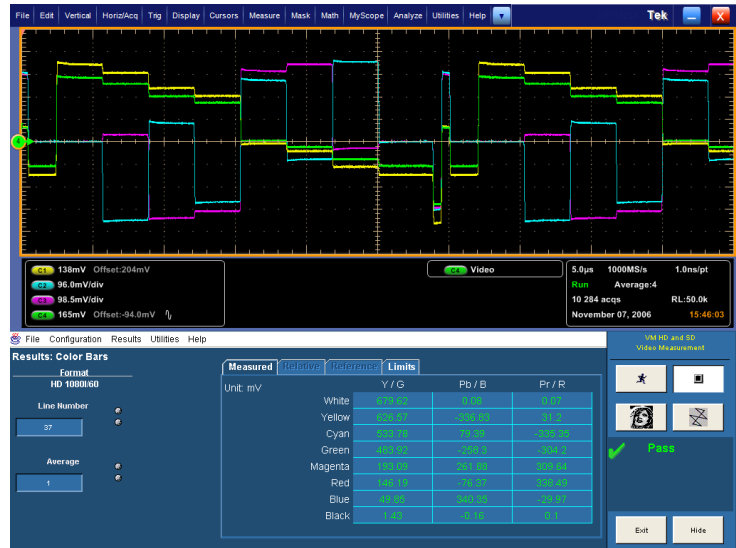 File Edit Vertical Horiz/Acq Trig Display Cursors Measure Mask Math MyScope Analyze Utilities Help Tek X
4
C1 138mV Offset:204mV
C2 96.0mV/div
C3 98.5mV/div
C4 165mV Offset:-94.0mV
C4 Video
5.0µs 1000MS/s 1.0ns/pt
Run Average:4
10 284 acqs RL:50.0k
November 07, 2006 15:46:03
File Configuration Results Utilities Help
VM HD and SD
Video Measurement
Results: Color Bars
Format
HD 1080I/60
Line Number
37
Average
1
Measured Relative Reference Limits
Unit: mV Y / G Pb / B Pr / R
White 679.62 0.08 0.07
Yellow 626.57 -336.83 31.2
Cyan 533.78 79.39 -335.35
Green 483.92 -258.3 -304.2
Magenta 193.09 261.88 309.64
Red 146.19 -76.37 338.49
Blue 49.85 340.35 -29.97
Black 1.43 -0.16 0.1
Pass
Exit Hide